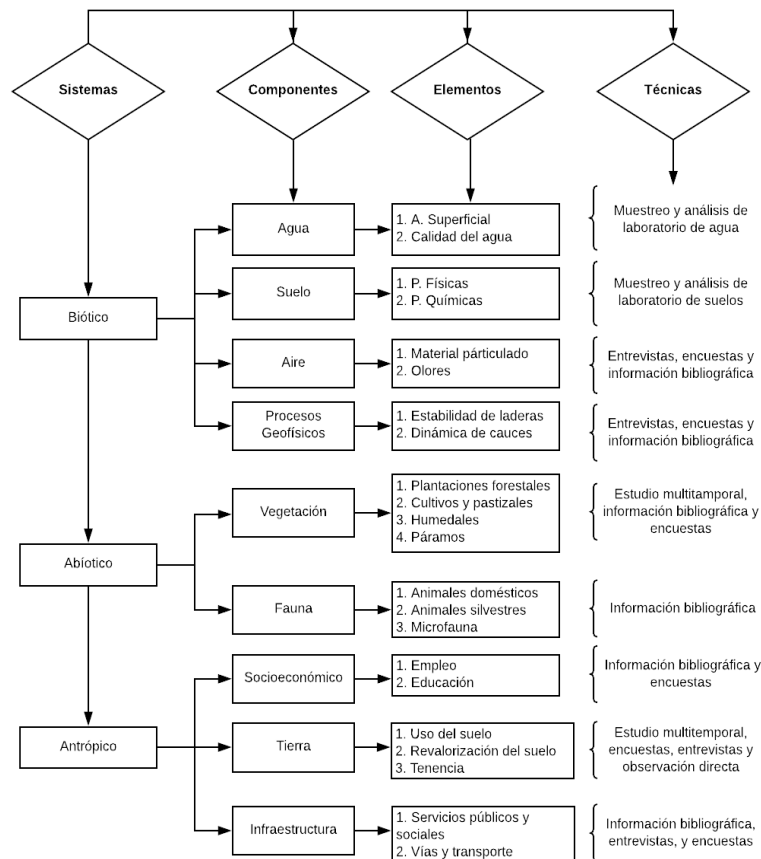 Sistemas
Componentes
Elementos
Técnicas
Agua
1. A. Superficial
2. Calidad del agua
Muestreo y análisis de
laboratorio de agua
Biótico
Suelo
1. P. Físicas
2. P. Químicas
Muestreo y análisis de
laboratorio de suelos
Aire
1. Material párticulado
2. Olores
Entrevistas, encuestas y
información bibliográfica
Procesos
Geofísicos
1. Estabilidad de laderas
2. Dinámica de cauces
Entrevistas, encuestas y
información bibliográfica
Abíotico
Vegetación
1. Plantaciones forestales
2. Cultivos y pastizales
3. Humedales
4. Páramos
Estudio multitamporal,
información bibliográfica y
encuestas
Fauna
1. Animales domésticos
2. Animales silvestres
3. Microfauna
Información bibliográfica
Antrópico
Socioeconómico
1. Empleo
2. Educación
Información bibliográfica y
encuestas
Tierra
1. Uso del suelo
2. Revalorización del suelo
3. Tenencia
Estudio multitemporal,
encuestas, entrevistas y
observación directa
Infraestructura
1. Servicios públicos y
sociales
2. Vías y transporte
Información bibliográfica,
entrevistas, y encuestas